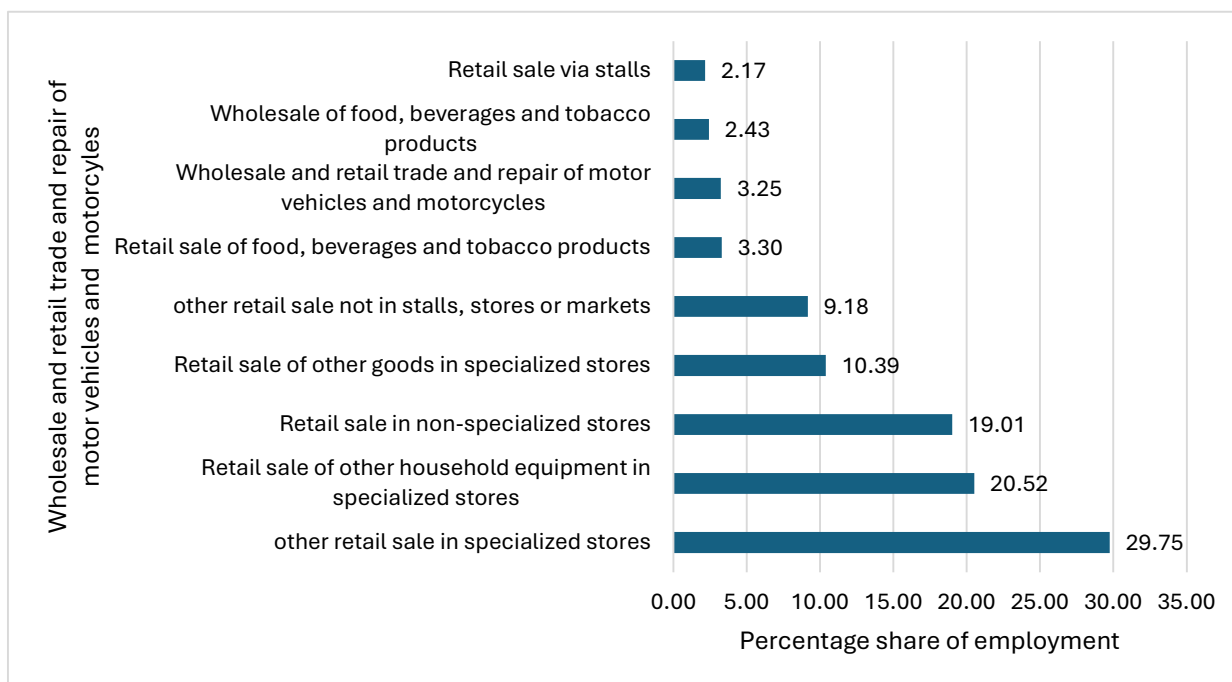 Wholesale and retail trade and repair of
motor vehicles and  motorcyles
Retail sale via stalls
2.17
Wholesale of food, beverages and tobacco
products
2.43
Wholesale and retail trade and repair of motor
vehicles and motorcycles
3.25
Retail sale of food, beverages and tobacco products
3.30
other retail sale not in stalls, stores or markets
9.18
Retail sale of other goods in specialized stores
10.39
Retail sale in non-specialized stores
19.01
Retail sale of other household equipment in
specialized stores
20.52
other retail sale in specialized stores
29.75
0.00 5.00 10.00 15.00 20.00 25.00 30.00 35.00
Percentage share of employment